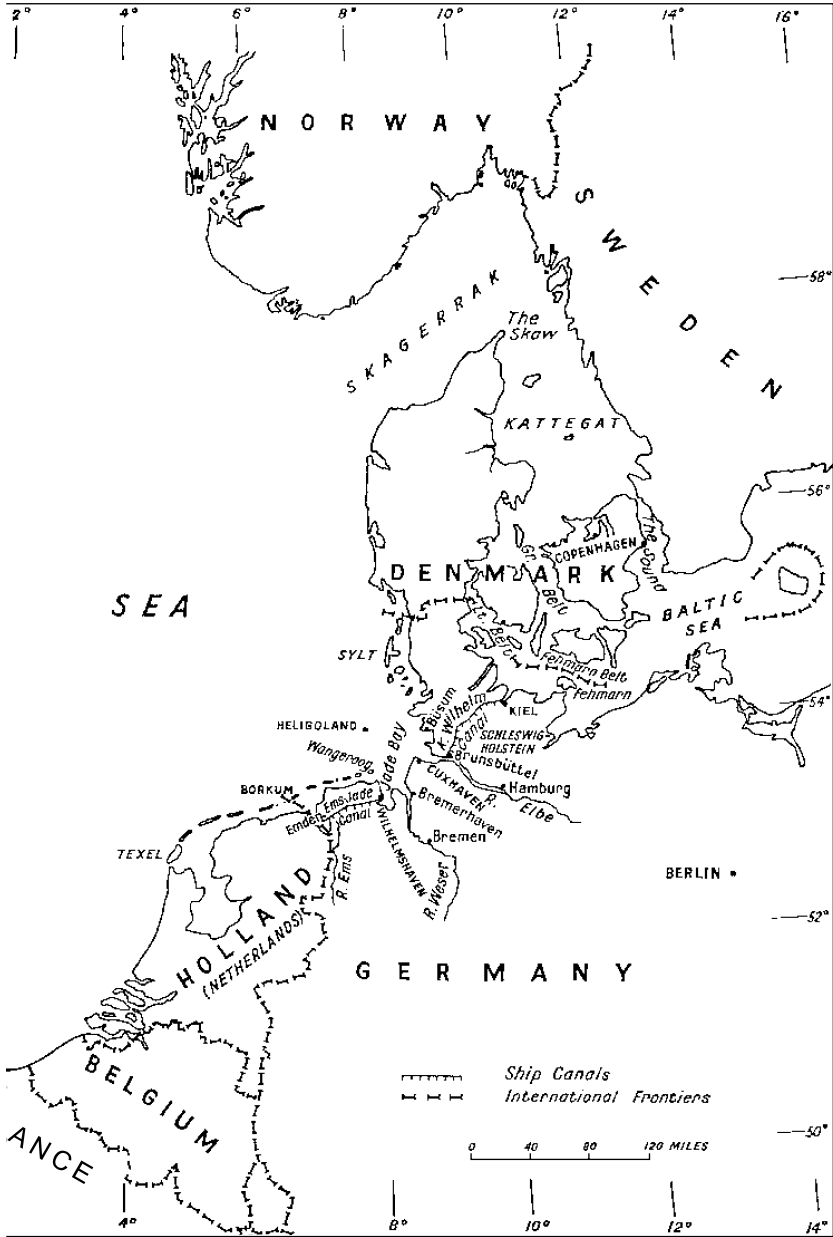 2° 4° 6° 8° 10° 12° 14° 16°
NORWAY
SWEDEN
58°
SKAGERRAK
The
Skaw
KATTEGAT
56°
The Sound
COPENHAGEN
Gr. Belt
DENMARK
SEA
Lt. Belt
BALTIC
SEA
SYLT
Fehmarn Belt
Fehmarn
54°
Büsum
K. Wilhelm
Canal
KIEL
SCHLESWIG-
HOLSTEIN
HELIGOLAND
Jade Bay
Wangeroog
Brunsbüttel
CUXHAVEN
R. Elbe
Hamburg
BORKUM
Emden
Ems-Jade
Canal
Bremerhaven
WILHELMSHAVEN
Bremen
TEXEL
R. Ems
R. Weser
BERLIN
52°
HOLLAND
(NETHERLANDS)
GERMANY
BELGIUM
Ship Canals
International Frontiers
ANCE
50°
0 40 80 120 MILES
4° 8° 10° 12° 14°